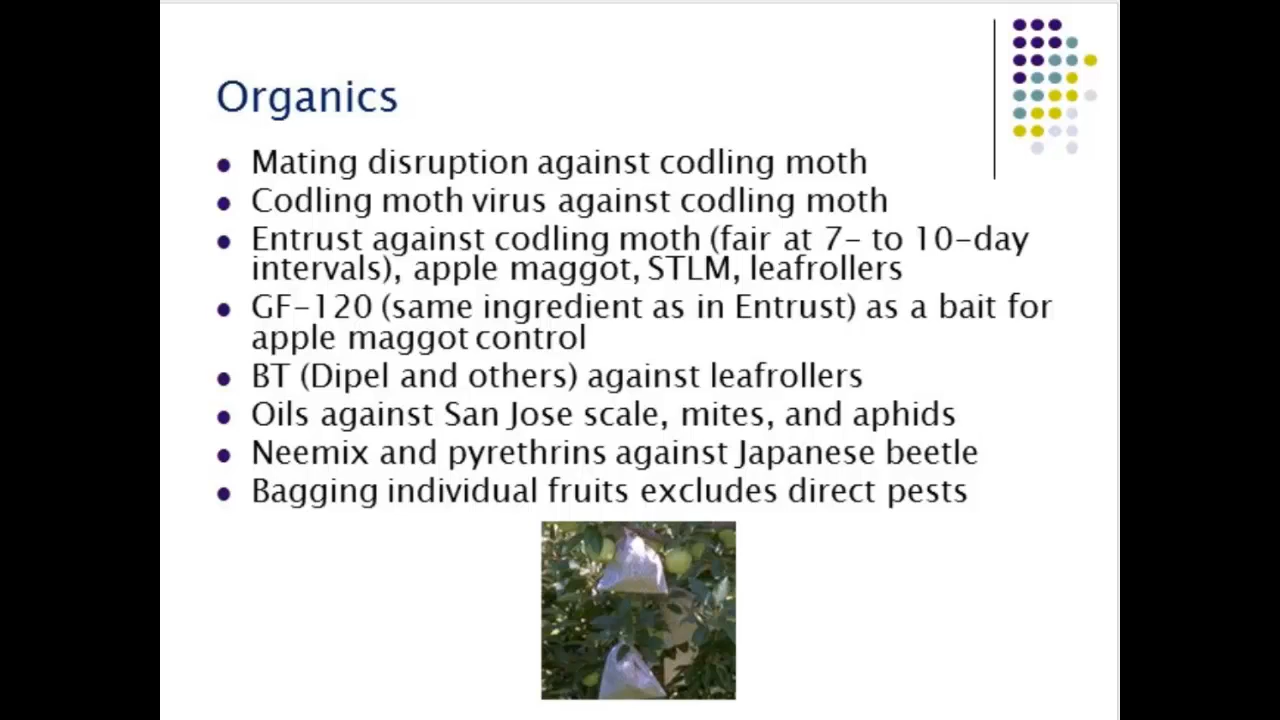 Organics
• Mating disruption against codling moth
• Codling moth virus against codling moth
• Entrust against codling moth (fair at 7- to 10-day
intervals), apple maggot, STLM, leafrollers
• GF-120 (same ingredient as in Entrust) as a bait for
apple maggot control
• BT (Dipel and others) against leafrollers
• Oils against San Jose scale, mites, and aphids
• Neemix and pyrethrins against Japanese beetle
• Bagging individual fruits excludes direct pests